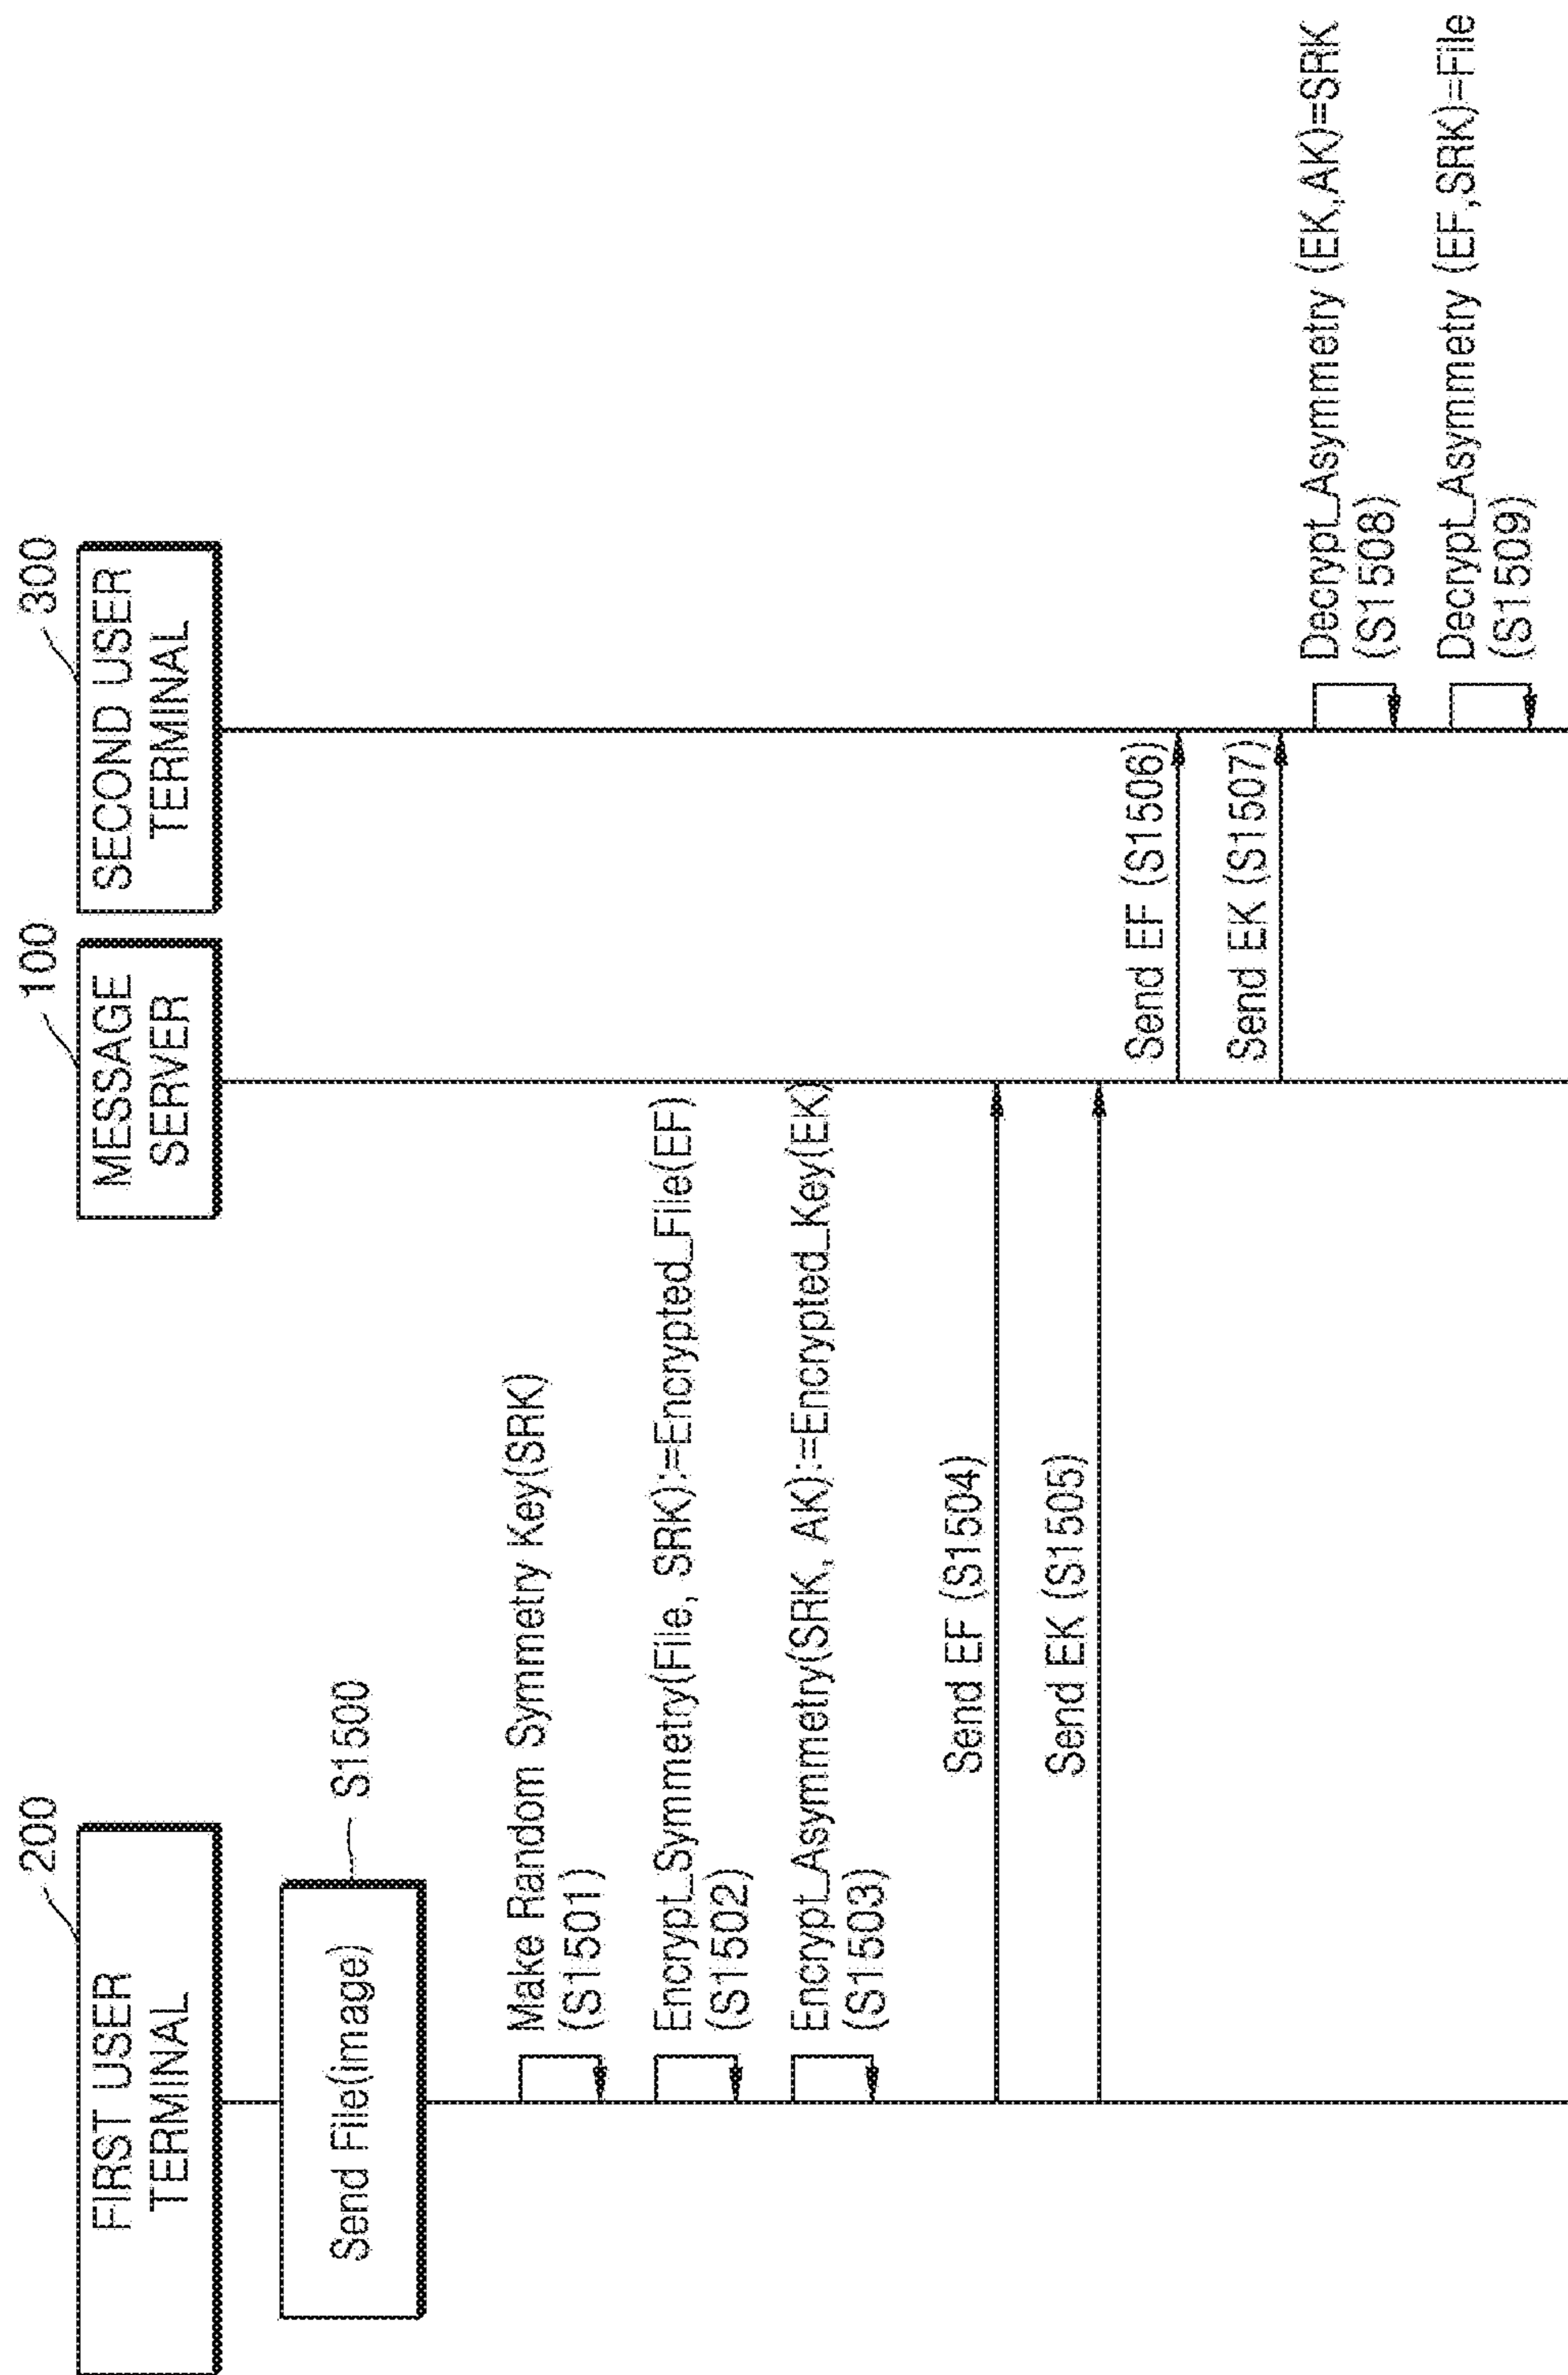 200
FIRST USER
TERMINAL
100
MESSAGE
SERVER
300
SECOND USER
TERMINAL
Send File(image)
S1500
Make Random Symmetry Key(SRK)
(S1501)
Encrypt_Symmetry(File, SRK):=Encrypted_File(EF)
(S1502)
Encrypt_Asymmetry(SRK, AK):=Encrypted_Key(EK)
(S1503)
Send EF (S1504)
Send EK (S1505)
Send EF (S1506)
Send EK (S1507)
Decrypt_Asymmetry (EK,AK)=SRK
(S1508)
Decrypt_Asymmetry (EF,SRK)=File
(S1509)